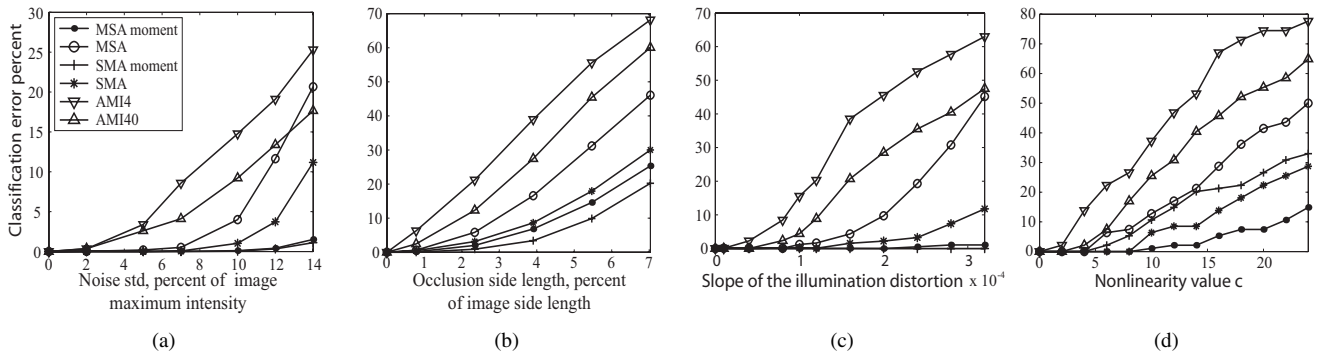 Classification error percent
30
25
20
15
10
5
0
MSA moment
MSA
SMA moment
SMA
AMI4
AMI40
0 2 4 6 8 10 12 14
Noise std, percent of image
maximum intensity
(a)
70
60
50
40
30
20
10
0
0 1 2 3 4 5 6 7
Occlusion side length, percent
of image side length
(b)
70
60
50
40
30
20
10
0
0 1 2 3
Slope of the illumination distortion x 10⁻⁴
(c)
80
70
60
50
40
30
20
10
0
0 5 10 15 20
Nonlinearity value c
(d)